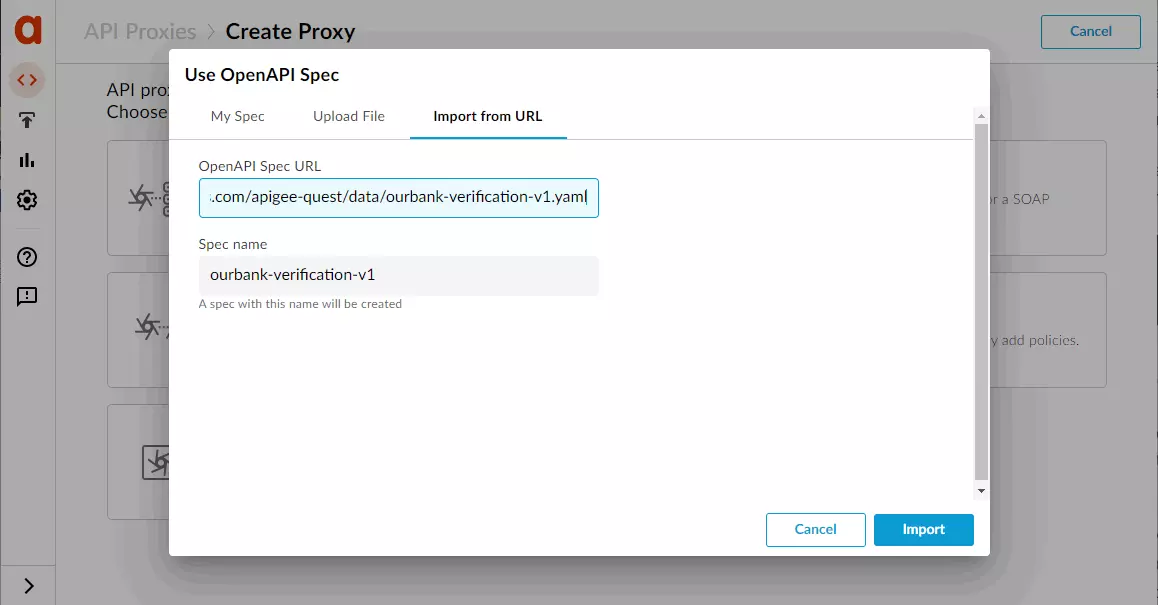 API Proxies > Create Proxy
Cancel
API
Choose
Use OpenAPI Spec
My Spec
Upload File
Import from URL
OpenAPI Spec URL
.com/apigee-quest/data/ourbank-verification-v1.yaml
Spec name
ourbank-verification-v1
A spec with this name will be created
a SOAP
add policies.
Cancel
Import